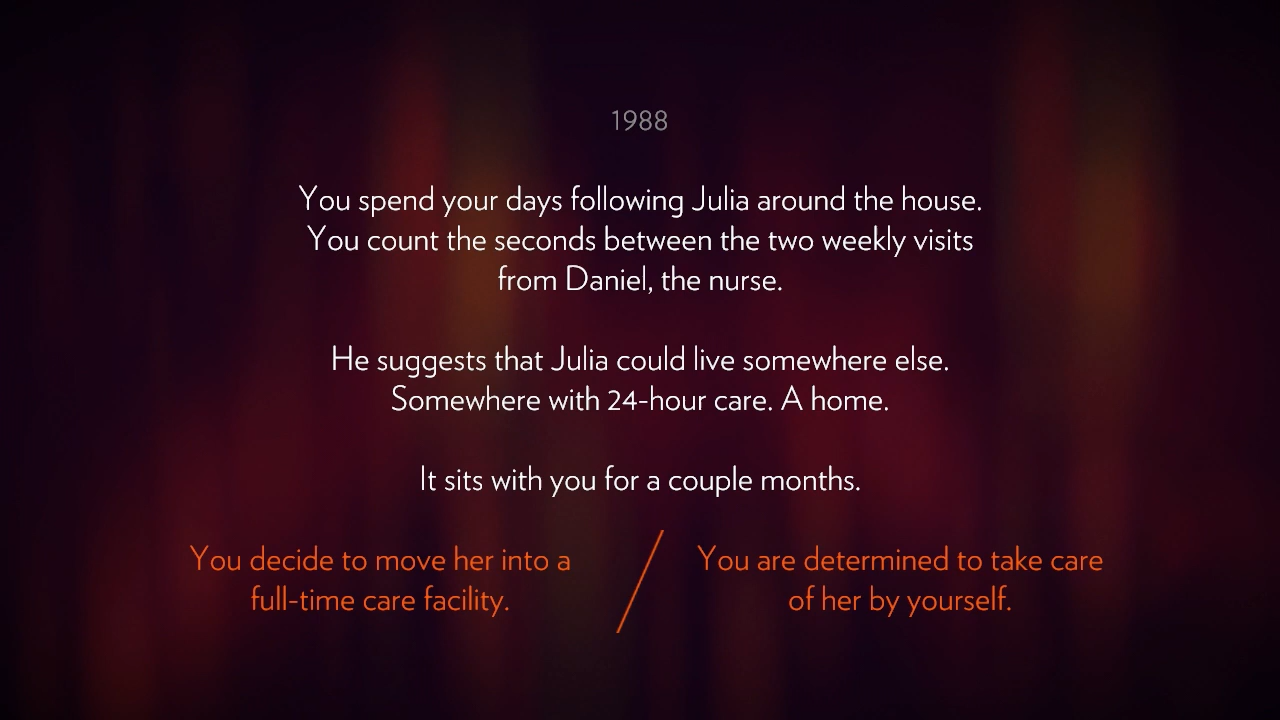 1988
You spend your days following Julia around the house.
You count the seconds between the two weekly visits
from Daniel, the nurse.
He suggests that Julia could live somewhere else.
Somewhere with 24-hour care. A home.
It sits with you for a couple months.
You decide to move her into a
full-time care facility.
You are determined to take care
of her by yourself.